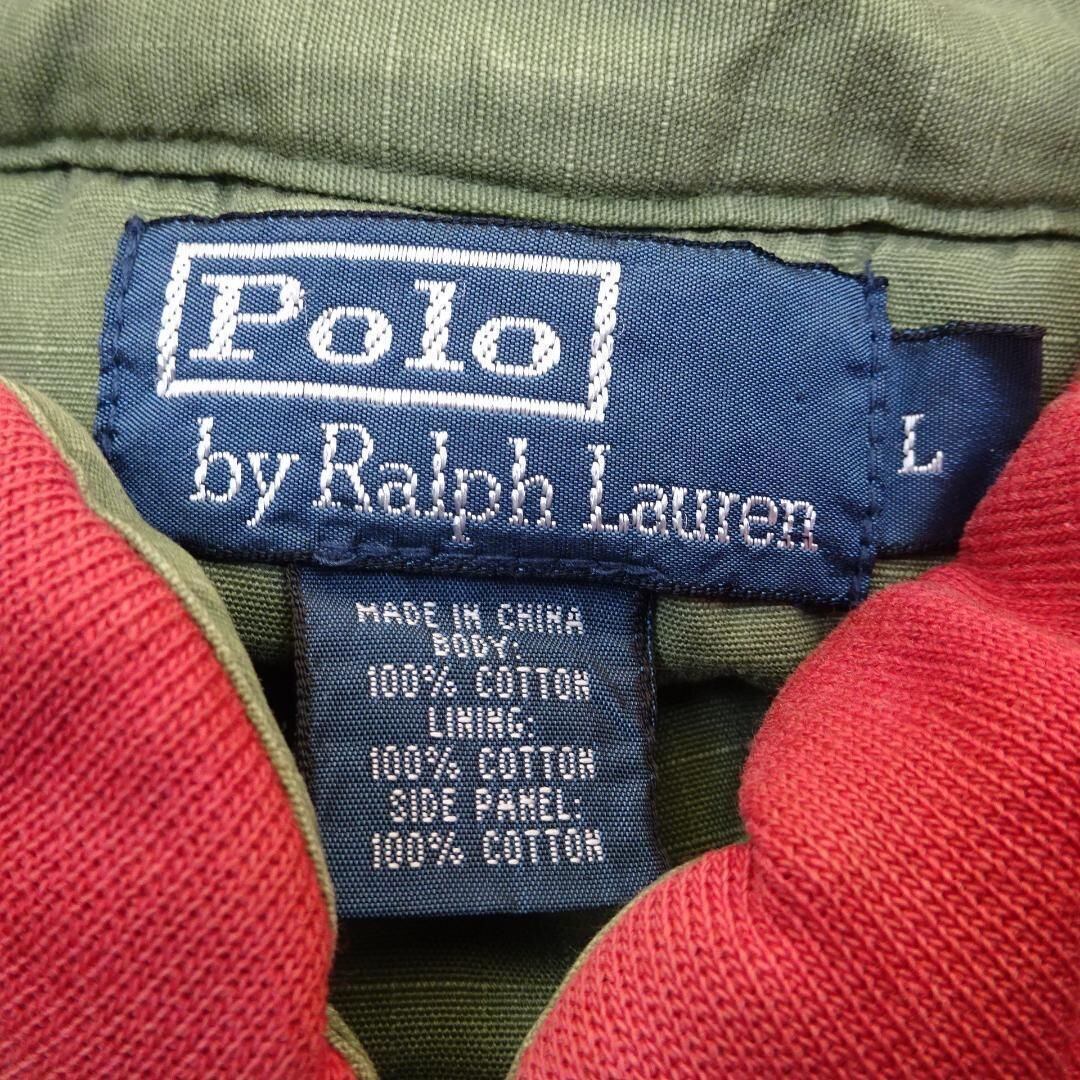 Polo
by Ralph Lauren
L
MADE IN CHINA
BODY:
100% COTTON
LINING:
100% COTTON
SIDE PANEL:
100% COTTON